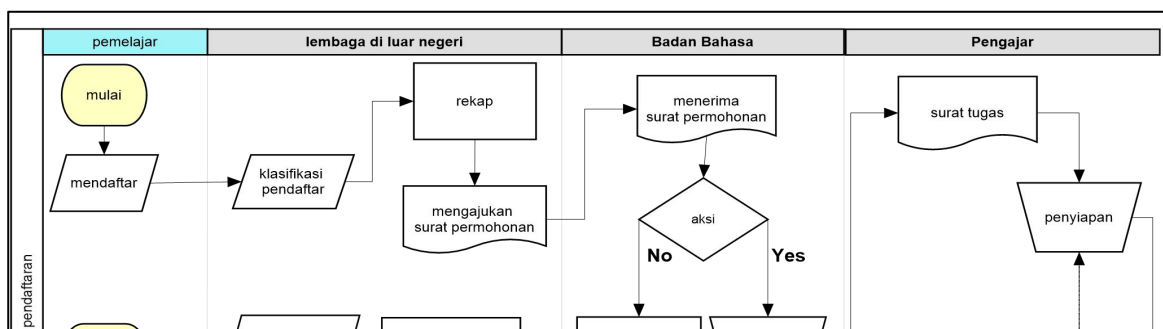 pemelajar
lembaga di luar negeri
Badan Bahasa
Pengajar
pendaftaran
mulai
mendaftar
klasifikasi
pendaftar
rekap
mengajukan
surat permohonan
menerima
surat permohonan
aksi
No
Yes
surat tugas
penyiapan